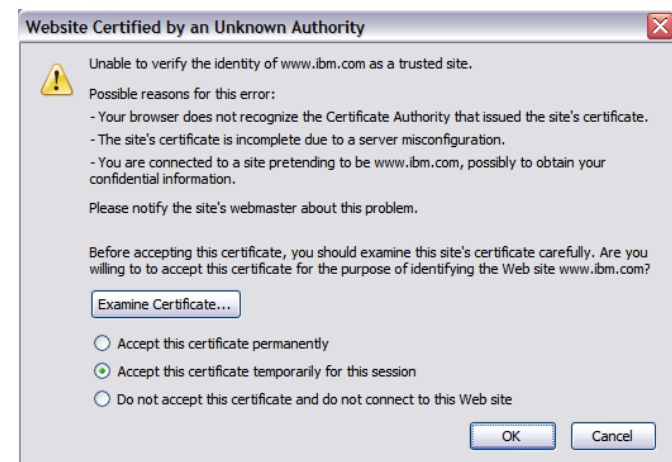 Website Certified by an Unknown Authority
Unable to verify the identity of www.ibm.com as a trusted site.
Possible reasons for this error:
- Your browser does not recognize the Certificate Authority that issued the site's certificate.
- The site's certificate is incomplete due to a server misconfiguration.
- You are connected to a site pretending to be www.ibm.com, possibly to obtain your
confidential information.
Please notify the site's webmaster about this problem.
Before accepting this certificate, you should examine this site's certificate carefully. Are you
willing to to accept this certificate for the purpose of identifying the Web site www.ibm.com?
Examine Certificate...
Accept this certificate permanently
Accept this certificate temporarily for this session
Do not accept this certificate and do not connect to this Web site
OK Cancel